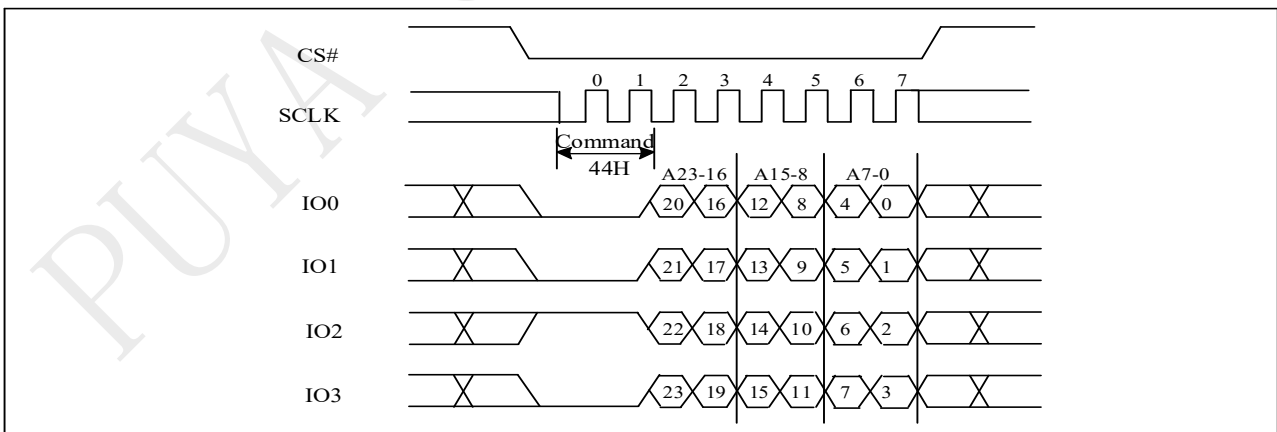 PUYA
CS#
0 1 2 3 4 5 6 7
SCLK
Command
44H
A23-16 A15-8 A7-0
IO0 20 16 12 8 4 0
IO1 21 17 13 9 5 1
IO2 22 18 14 10 6 2
IO3 23 19 15 11 7 3